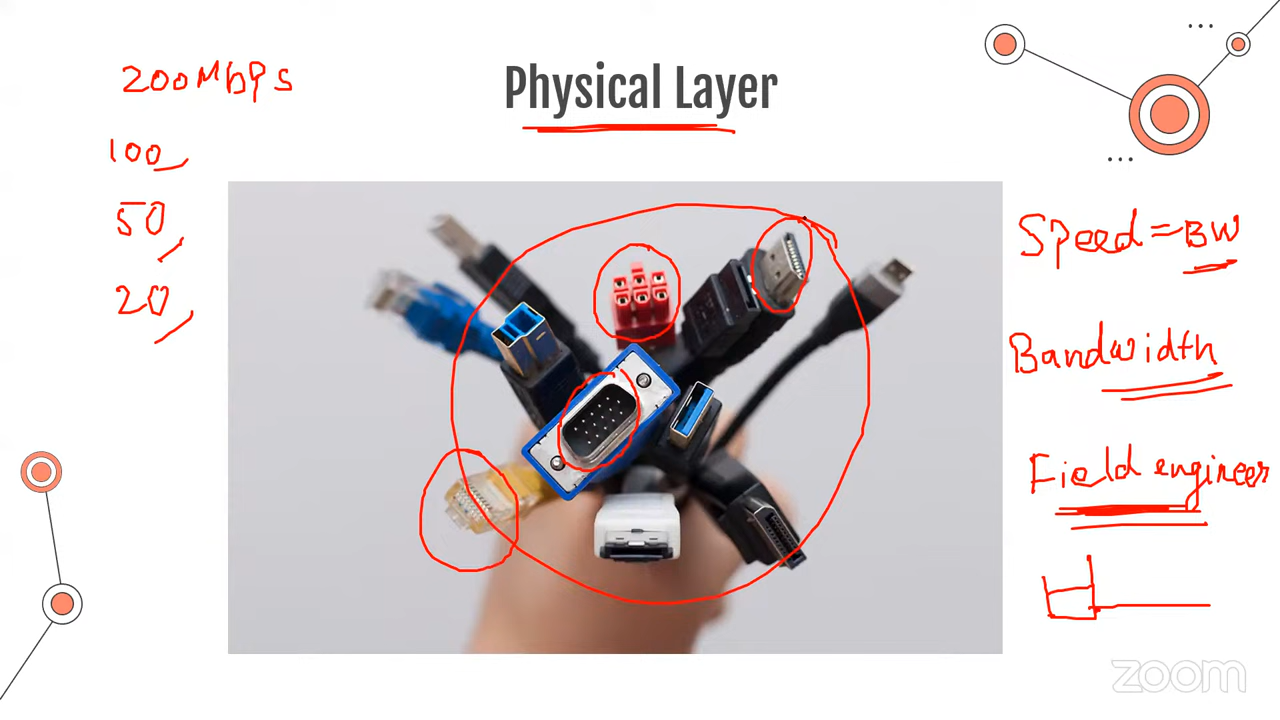 Physical Layer
200Mbps
100
50
20
Speed = BW
Bandwidth
Field engineer
zoom